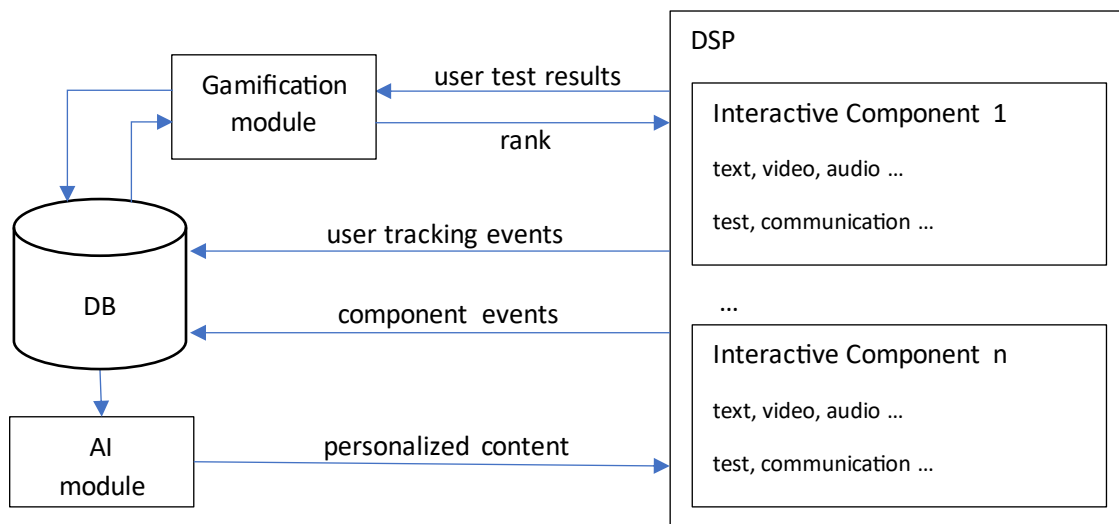 DSP
Gamification
module
user test results
rank
Interactive Component 1
text, video, audio ...
test, communication ...
user tracking events
DB
component events
...
Interactive Component n
text, video, audio ...
test, communication ...
AI
module
personalized content